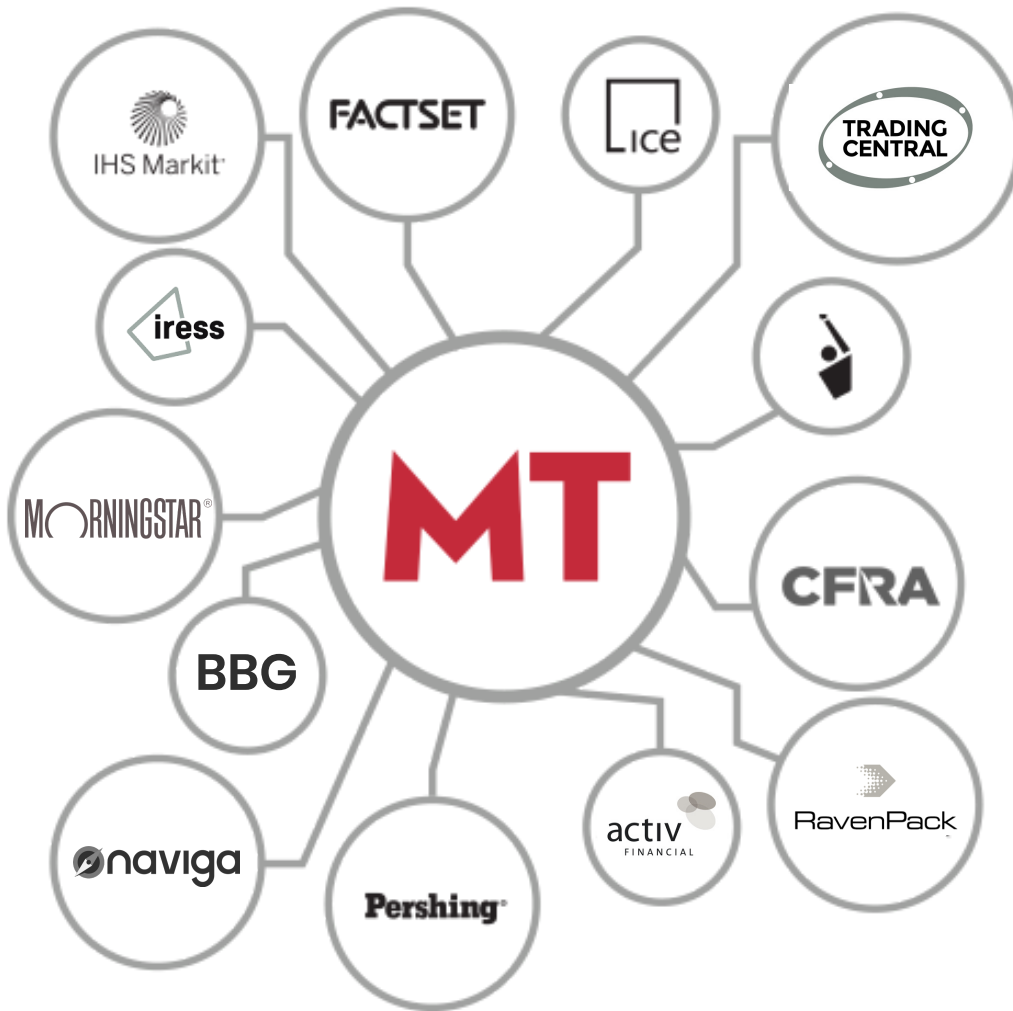 IHS Markit
FACTSET
ICE
TRADING
CENTRAL
iress
MORNINGSTAR®
MT
CFRA
BBG
RavenPack
activ
FINANCIAL
naviga
Pershing